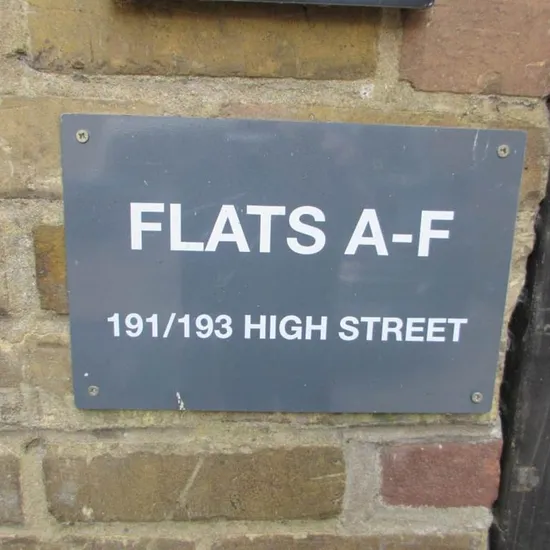 FLATS A-F
191/193 HIGH STREET